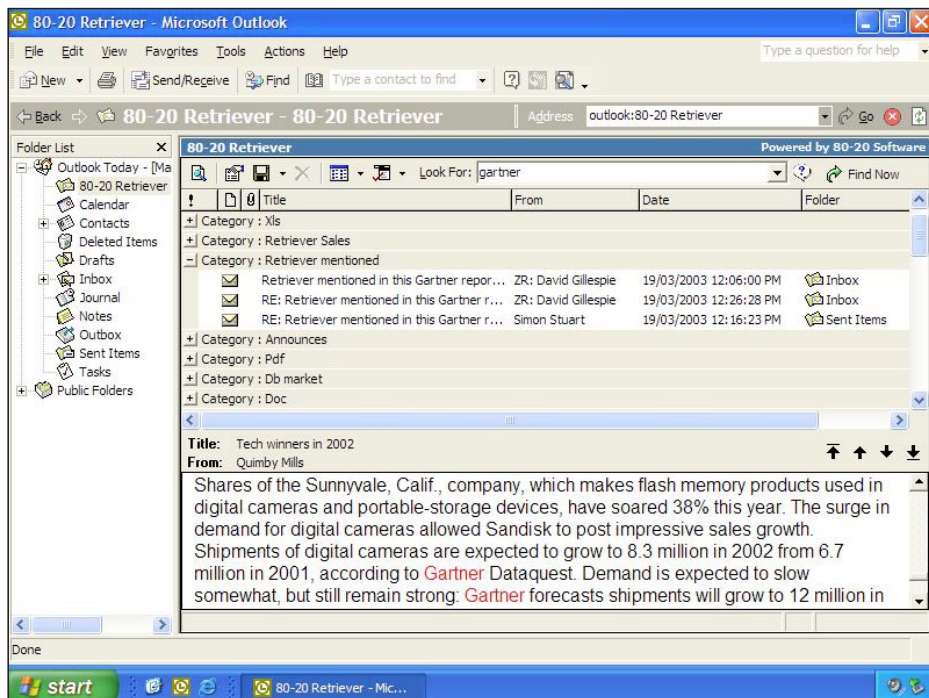 80-20 Retriever - Microsoft Outlook
File Edit View Favorites Tools Actions Help
Type a question for help
New Send/Receive Find Type a contact to find
Back 80-20 Retriever - 80-20 Retriever Address outlook:80-20 Retriever Go
Folder List
Outlook Today - [Ma
80-20 Retriever
Calendar
Contacts
Deleted Items
Drafts
Inbox
Journal
Notes
Outbox
Sent Items
Tasks
Public Folders
80-20 Retriever Powered by 80-20 Software
Look For: gartner Find Now
! Title From Date Folder
Category : Xls
Category : Retriever Sales
Category : Retriever mentioned
Retriever mentioned in this Gartner repor... ZR: David Gillespie 19/03/2003 12:06:00 PM Inbox
RE: Retriever mentioned in this Gartner r... ZR: David Gillespie 19/03/2003 12:26:28 PM Inbox
RE: Retriever mentioned in this Gartner r... Simon Stuart 19/03/2003 12:16:23 PM Sent Items
Category : Announces
Category : Pdf
Category : Db market
Category : Doc
Title: Tech winners in 2002
From: Quimby Mills
Shares of the Sunnyvale, Calif., company, which makes flash memory products used in
digital cameras and portable-storage devices, have soared 38% this year. The surge in
demand for digital cameras allowed Sandisk to post impressive sales growth.
Shipments of digital cameras are expected to grow to 8.3 million in 2002 from 6.7
million in 2001, according to Gartner Dataquest. Demand is expected to slow
somewhat, but still remain strong: Gartner forecasts shipments will grow to 12 million in
Done
start 80-20 Retriever - Mic...